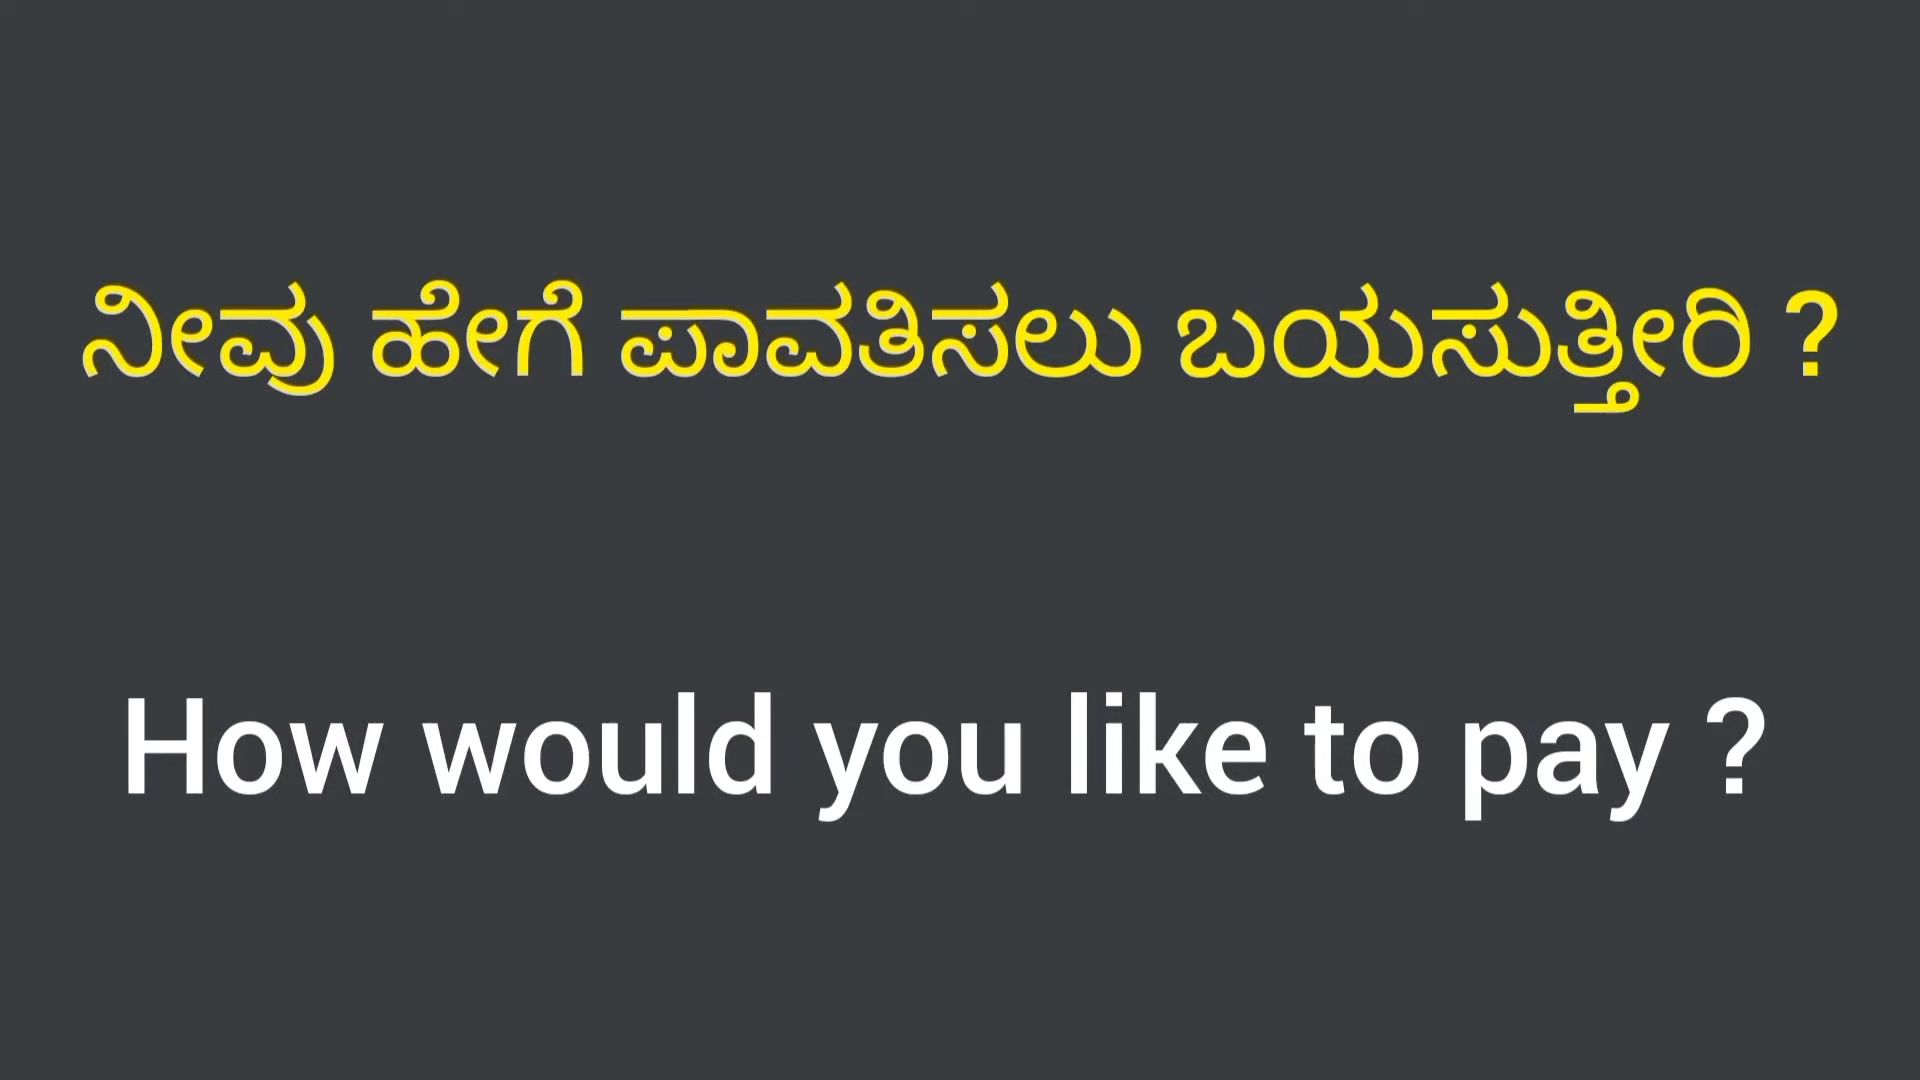 ನೀವು ಹೇಗೆ ಪಾವತಿಸಲು ಬಯಸುತ್ತೀರಿ ?
How would you like to pay ?